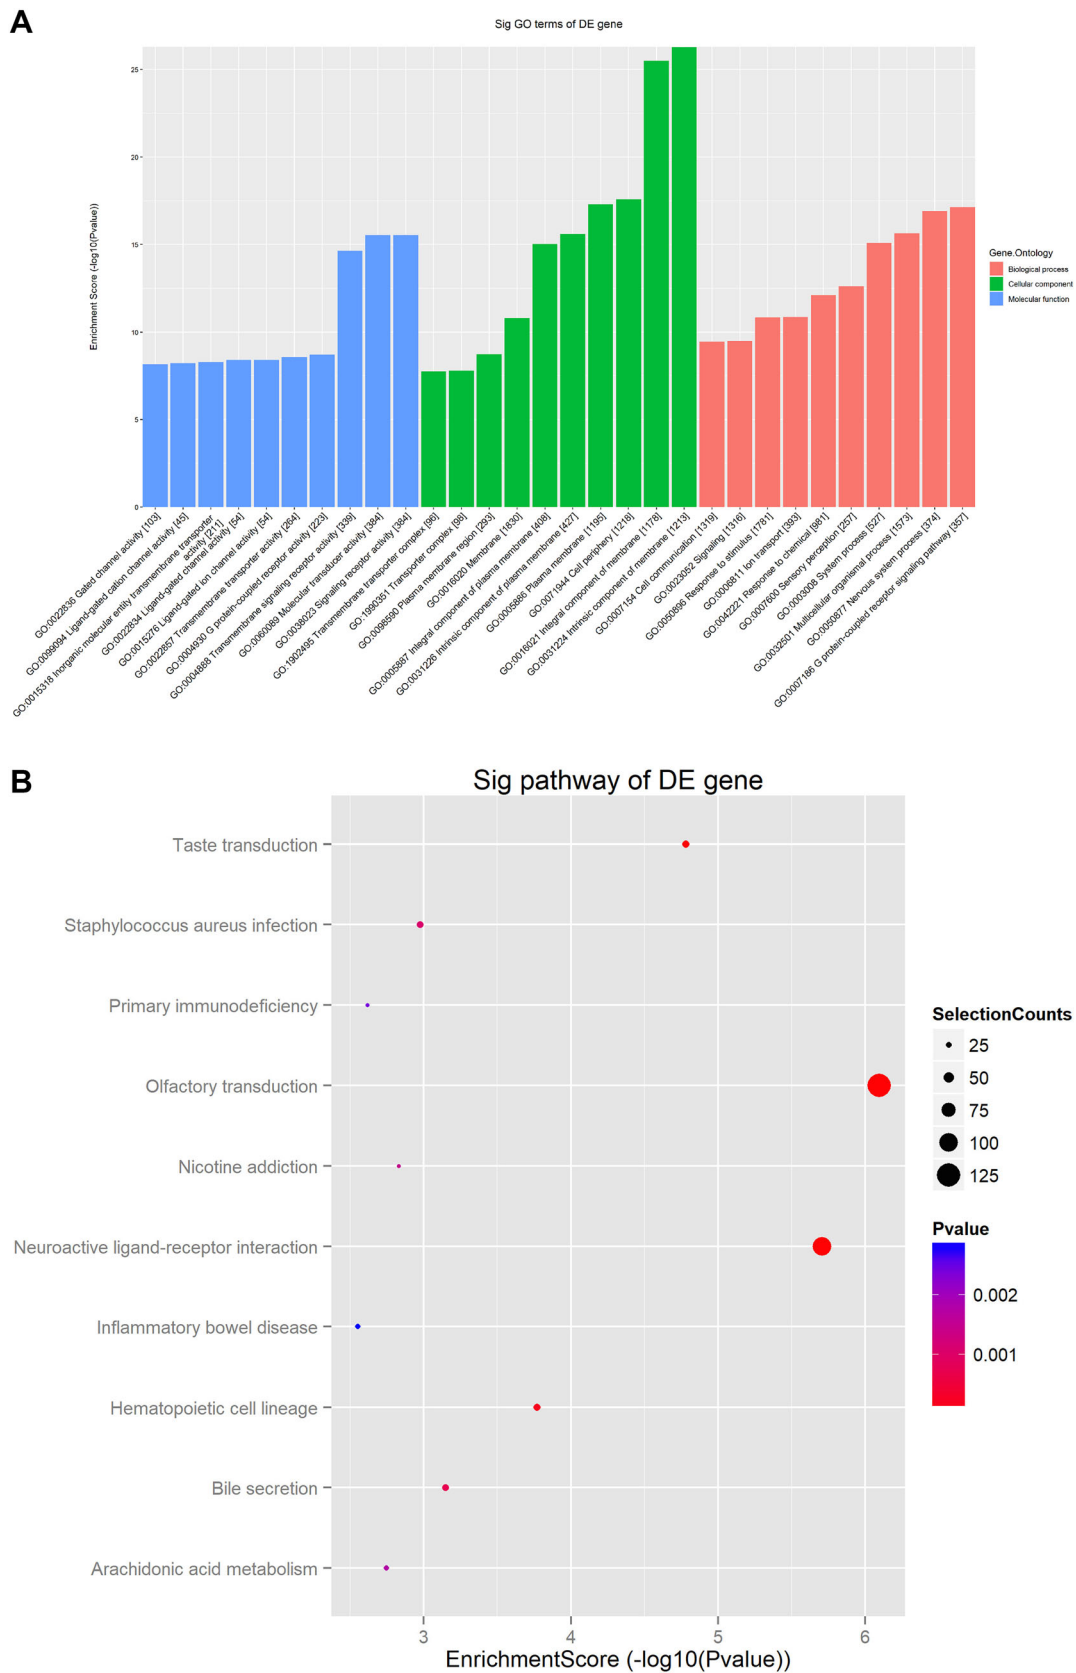 A
Sig GO terms of DE gene
Enrichment Score (-log10(Pvalue))
25
20
15
10
5
0
GO:0022836 Gated channel activity [103]
GO:0099094 Ligand-gated cation channel activity [45]
GO:0015318 Inorganic molecular entity transmembrane transporter
activity [211]
GO:0022834 Ligand-gated channel activity [54]
GO:0015276 Ligand-gated ion channel activity [54]
GO:0022857 Transmembrane transporter activity [264]
GO:0004930 G protein-coupled receptor activity [223]
GO:0004888 Transmembrane signaling receptor activity [339]
GO:0060089 Molecular transducer activity [384]
GO:0038023 Signaling receptor activity [384]
GO:1902495 Transmembrane transporter complex [96]
GO:1990351 Transporter complex [98]
GO:0098590 Plasma membrane region [293]
GO:0016020 Membrane [1630]
GO:0005887 Integral component of plasma membrane [408]
GO:0031226 Intrinsic component of plasma membrane [427]
GO:0005886 Plasma membrane [1195]
GO:0071944 Cell periphery [1218]
GO:0016021 Integral component of membrane [1178]
GO:0031224 Intrinsic component of membrane [1213]
GO:0007154 Cell communication [1319]
GO:0023052 Signaling [1316]
GO:0050896 Response to stimulus [1781]
GO:0006811 Ion transport [393]
GO:0042221 Response to chemical [981]
GO:0007600 Sensory perception [257]
GO:0003008 System process [527]
GO:0032501 Multicellular organismal process [1573]
GO:0050877 Nervous system process [374]
GO:0007186 G protein-coupled receptor signaling pathway [357]
Gene.Ontology
Biological process
Cellular component
Molecular function
B
Sig pathway of DE gene
Taste transduction
Staphylococcus aureus infection
Primary immunodeficiency
Olfactory transduction
Nicotine addiction
Neuroactive ligand-receptor interaction
Inflammatory bowel disease
Hematopoietic cell lineage
Bile secretion
Arachidonic acid metabolism
3
4
5
6
EnrichmentScore (-log10(Pvalue))
SelectionCounts
25
50
75
100
125
Pvalue
0.002
0.001